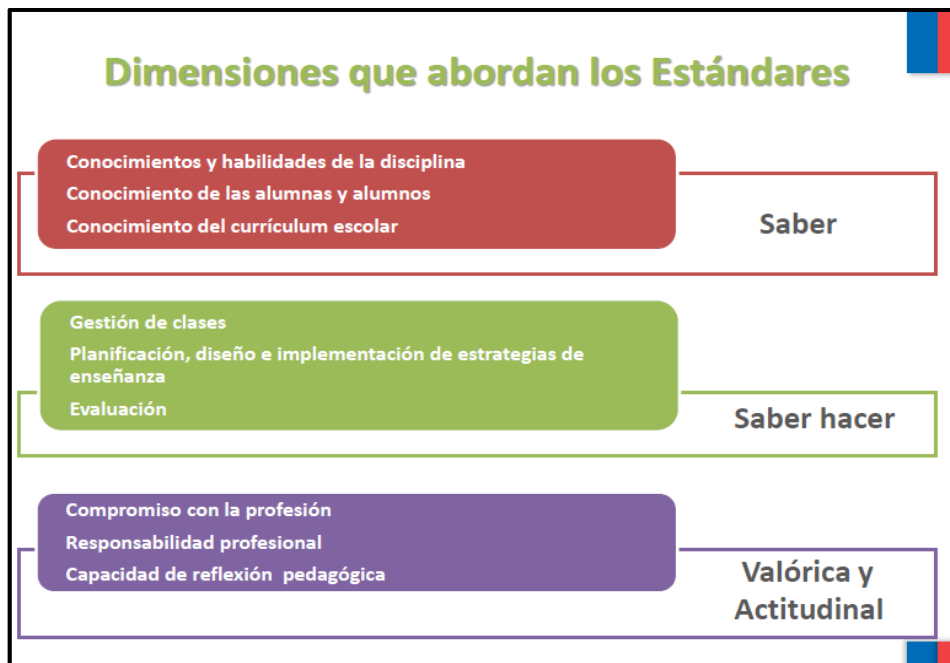 Dimensiones que abordan los Estándares
Conocimientos y habilidades de la disciplina
Conocimiento de las alumnas y alumnos
Conocimiento del currículum escolar
Saber
Gestión de clases
Planificación, diseño e implementación de estrategias de
enseñanza
Evaluación
Saber hacer
Compromiso con la profesión
Responsabilidad profesional
Capacidad de reflexión pedagógica
Valórica y
Actitudinal